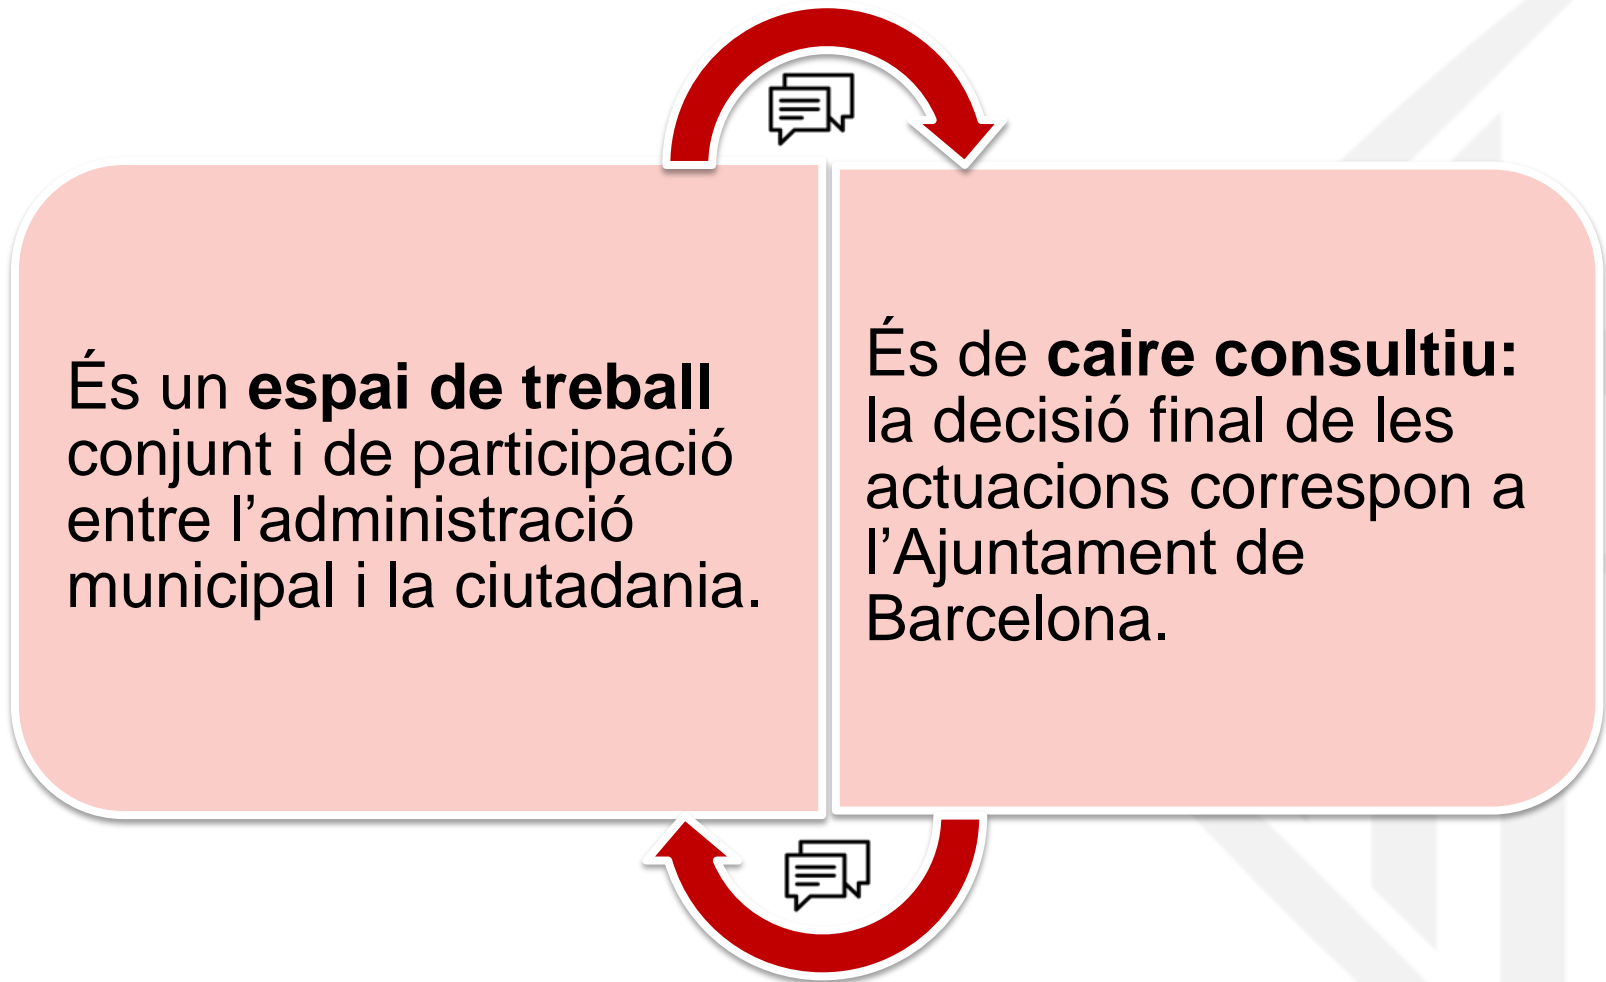 És un espai de treball
conjunt i de participació
entre l’administració
municipal i la ciutadania.
És de caire consultiu:
la decisió final de les
actuacions correspon a
l’Ajuntament de
Barcelona.